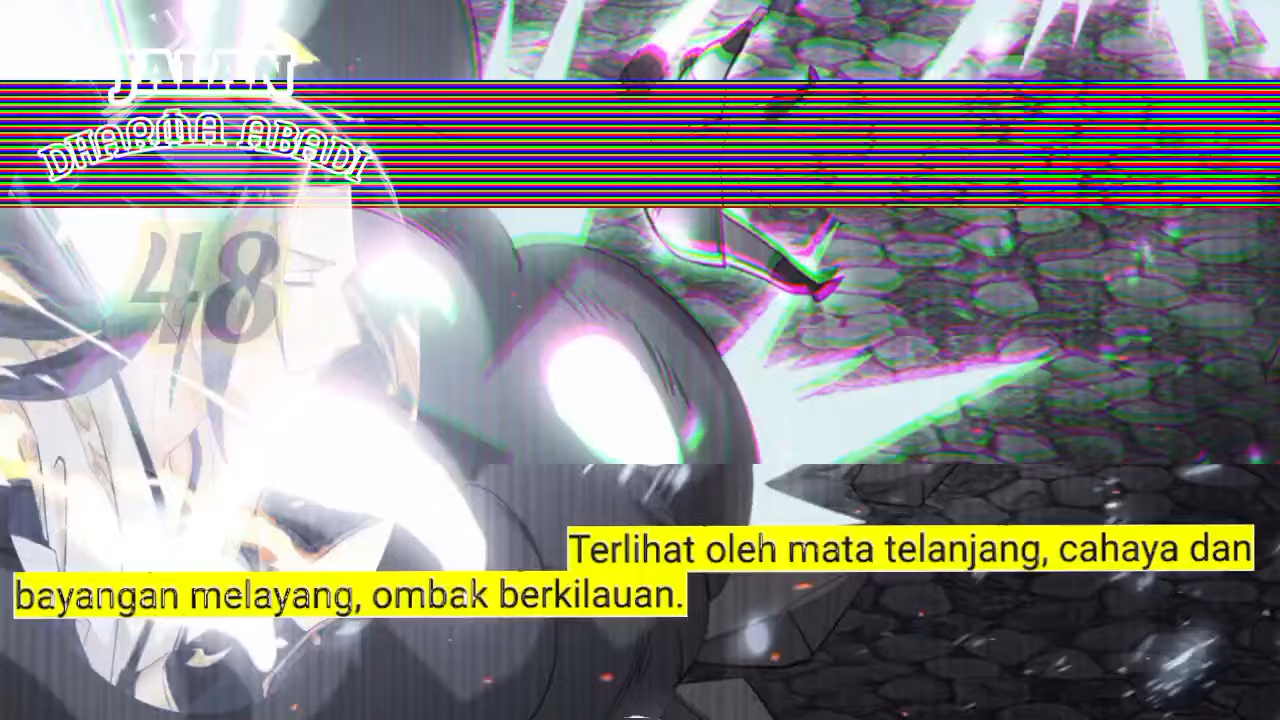 JALAN
DHARMA ABADI
48
Terlihat oleh mata telanjang, cahaya dan
bayangan melayang, ombak berkilauan.